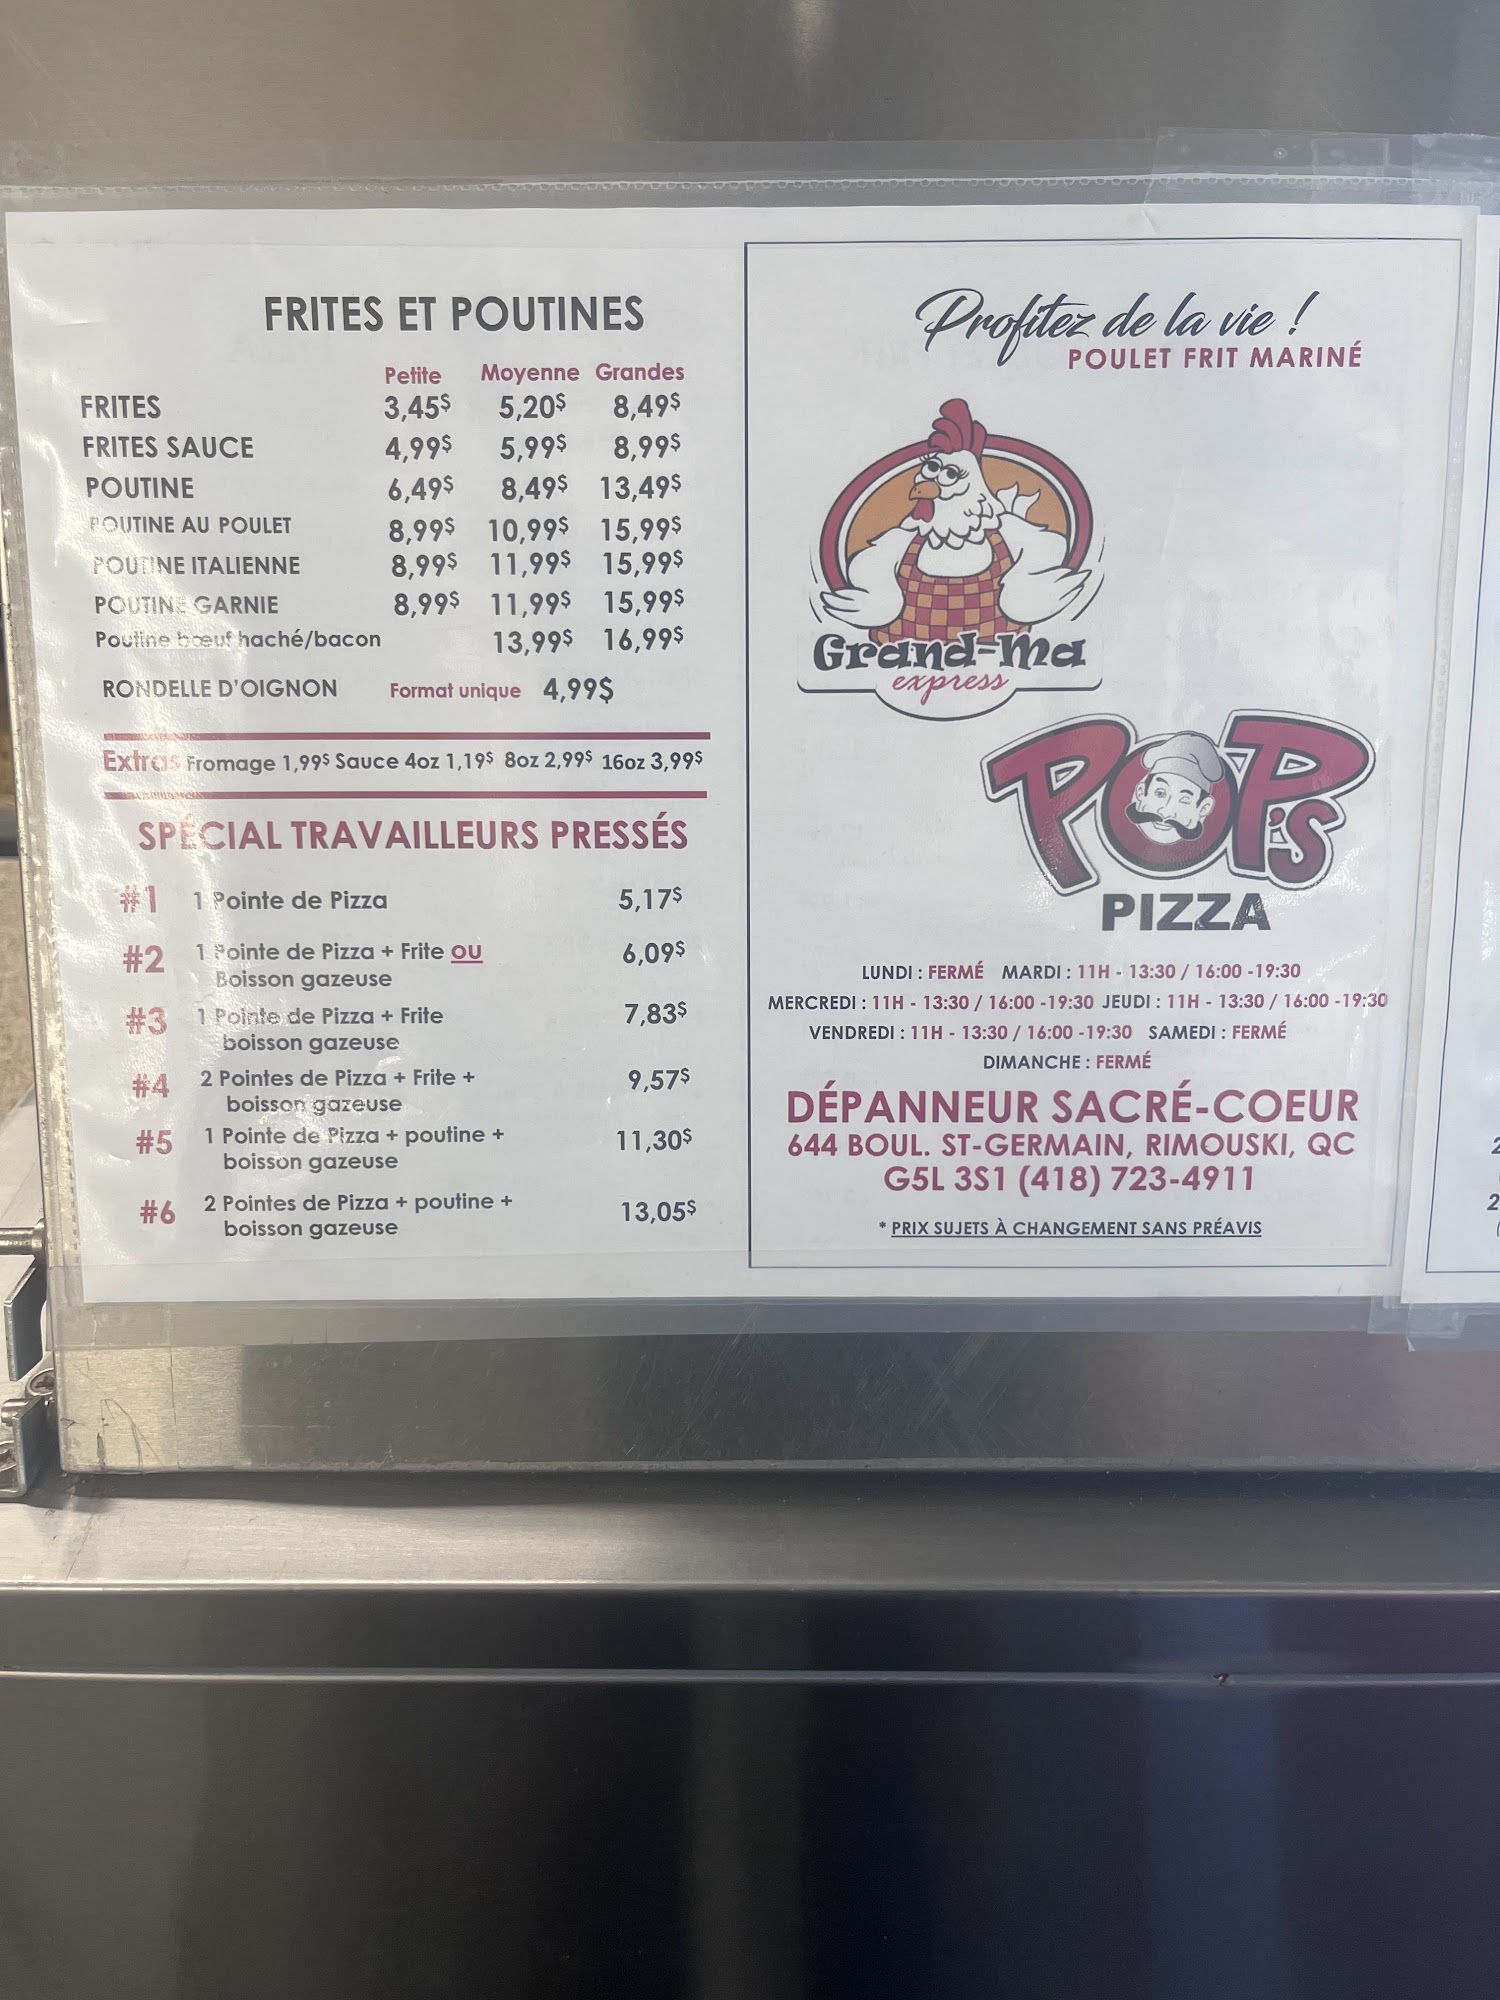 FRITES ET POUTINES
Petite Moyenne Grandes
FRITES 3,45$ 5,20$ 8,49$
FRITES SAUCE 4,99$ 5,99$ 8,99$
POUTINE 6,49$ 8,49$ 13,49$
POUTINE AU POULET 8,99$ 10,99$ 15,99$
POUTINE ITALIENNE 8,99$ 11,99$ 15,99$
POUTINE GARNIE 8,99$ 11,99$ 15,99$
Poutine bœuf haché/bacon 13,99$ 16,99$
RONDELLE D'OIGNON Format unique 4,99$
Extras Fromage 1,99$ Sauce 4oz 1,19$ 8oz 2,99$ 16oz 3,99$
SPÉCIAL TRAVAILLEURS PRESSÉS
#1 1 Pointe de Pizza 5,17$
#2 1 Pointe de Pizza + Frite OU 6,09$
Boisson gazeuse
#3 1 Pointe de Pizza + Frite 7,83$
boisson gazeuse
#4 2 Pointes de Pizza + Frite + 9,57$
boisson gazeuse
#5 1 Pointe de Pizza + poutine + 11,30$
boisson gazeuse
#6 2 Pointes de Pizza + poutine + 13,05$
boisson gazeuse
Profitez de la vie !
POULET FRIT MARINÉ
Grand-Ma
express
POP'S
PIZZA
LUNDI : FERMÉ MARDI : 11H - 13:30 / 16:00 -19:30
MERCREDI : 11H - 13:30 / 16:00 -19:30 JEUDI : 11H - 13:30 / 16:00 -19:30
VENDREDI : 11H - 13:30 / 16:00 -19:30 SAMEDI : FERMÉ
DIMANCHE : FERMÉ
DÉPANNEUR SACRÉ-COEUR
644 BOUL. ST-GERMAIN, RIMOUSKI, QC
G5L 3S1 (418) 723-4911
* PRIX SUJETS À CHANGEMENT SANS PRÉAVIS
2
2